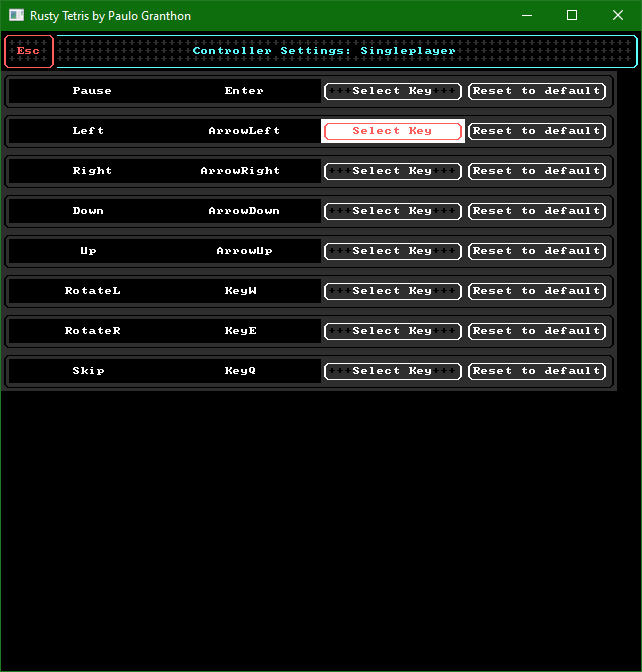 Rusty Tetris by Paulo Granthon
Esc Controller Settings: Singleplayer
Pause Enter +++Select Key+++ Reset to default
Left ArrowLeft Select Key Reset to default
Right ArrowRight +++Select Key+++ Reset to default
Down ArrowDown +++Select Key+++ Reset to default
Up ArrowUp +++Select Key+++ Reset to default
RotateL KeyW +++Select Key+++ Reset to default
RotateR KeyE +++Select Key+++ Reset to default
Skip KeyQ +++Select Key+++ Reset to default